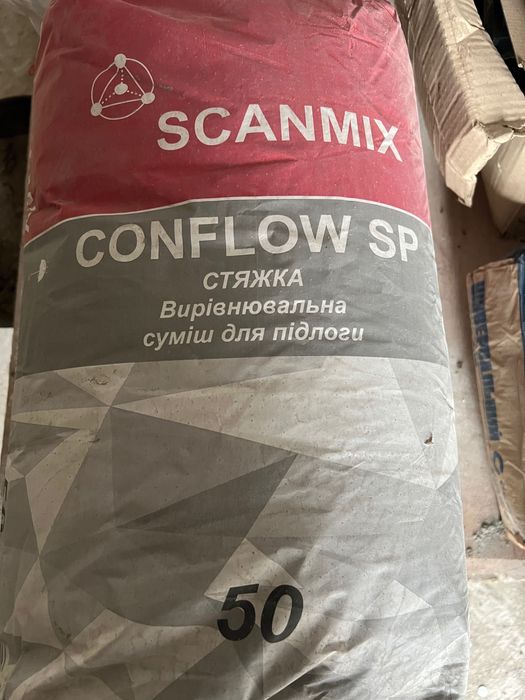 SCANMIX
CONFLOW SP
СТЯЖКА
Вирівнювальна
суміш для підлоги
50